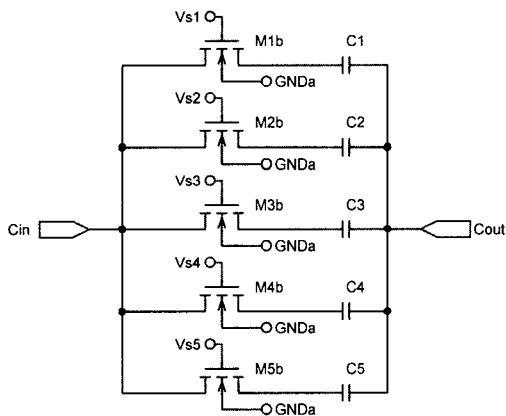 Vs1
M1b
C1
GNDa
Vs2
M2b
C2
GNDa
Vs3
M3b
C3
GNDa
Cin
Cout
Vs4
M4b
C4
GNDa
Vs5
M5b
C5
GNDa